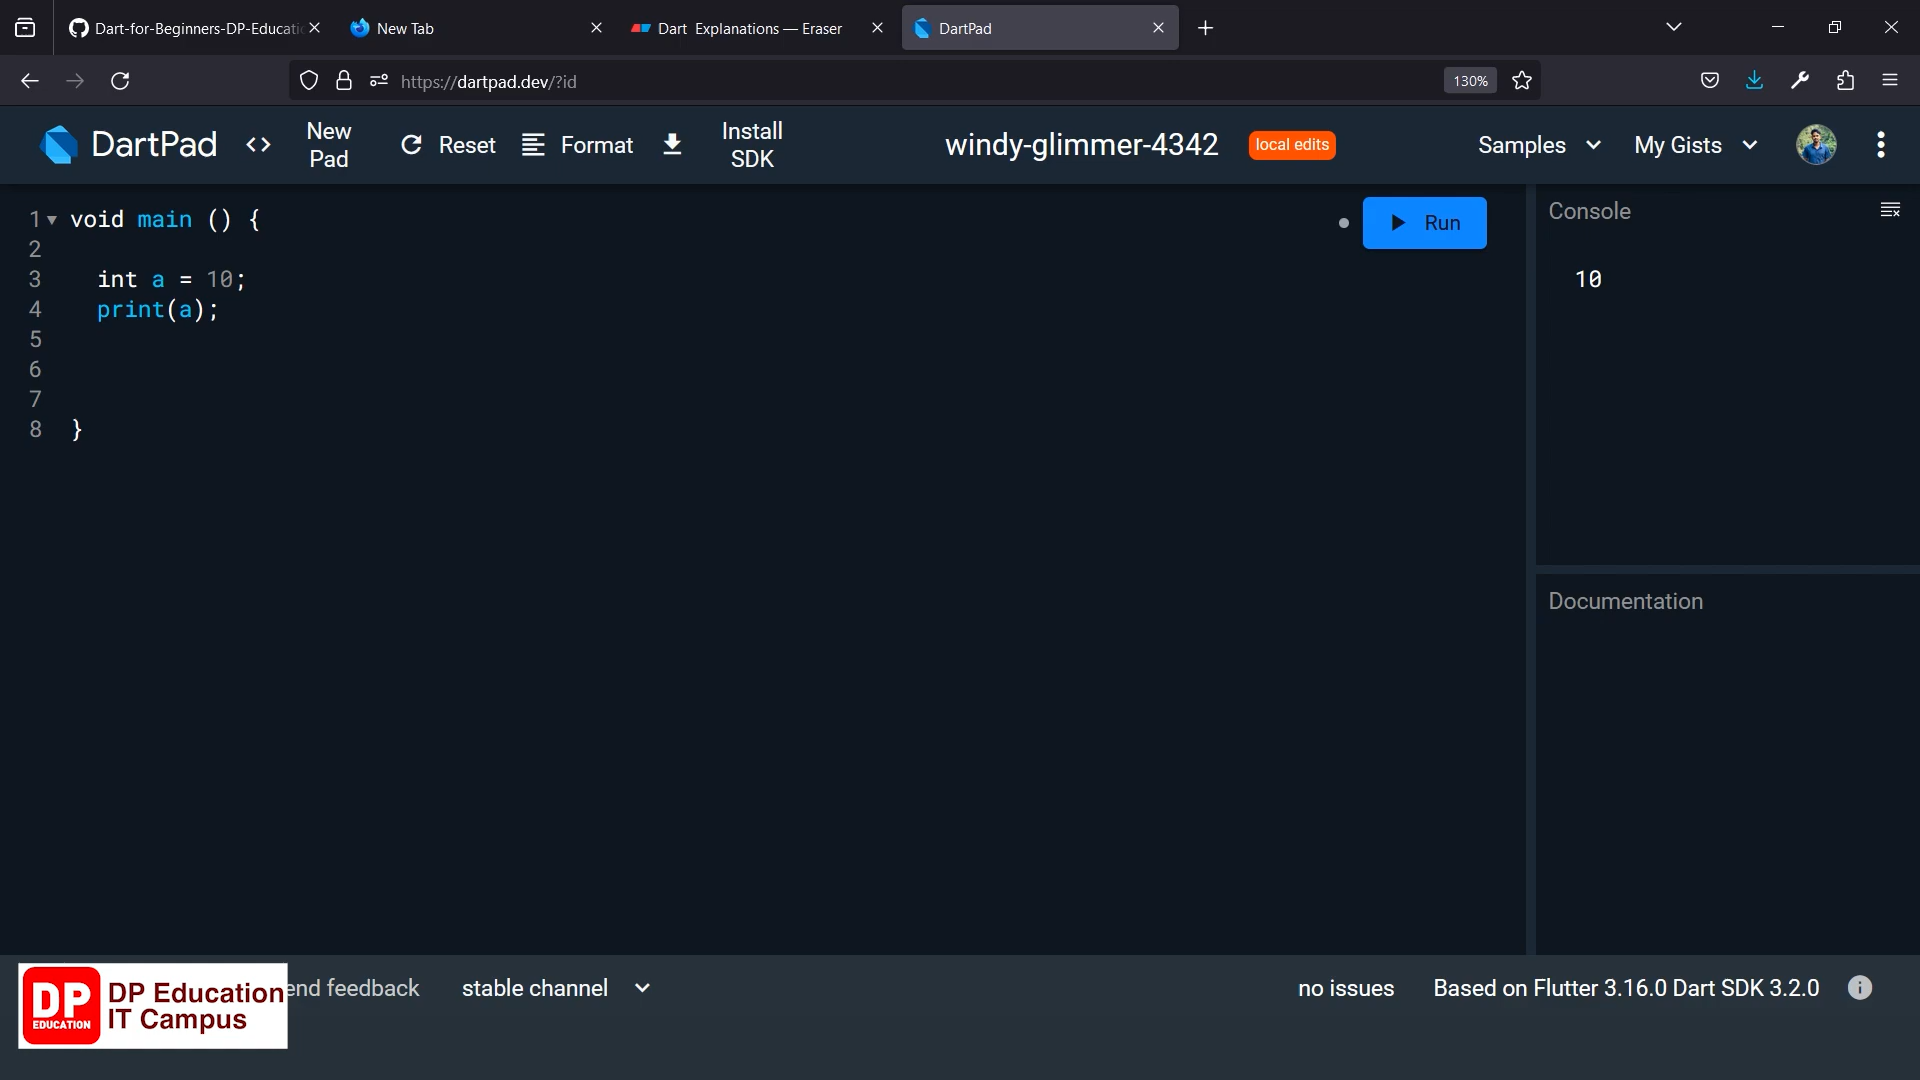 Dart-for-Beginners-DP-Educati
New Tab
Dart Explanations — Eraser
DartPad
https://dartpad.dev/?id
130%
DartPad
<>
New Pad
Reset
Format
Install SDK
windy-glimmer-4342
local edits
Samples
My Gists
1 void main () {
2
3 int a = 10;
4 print(a);
5
6
7
8 }
Run
Console
10
Documentation
DP EDUCATION
DP Education
IT Campus
end feedback
stable channel
no issues
Based on Flutter 3.16.0 Dart SDK 3.2.0